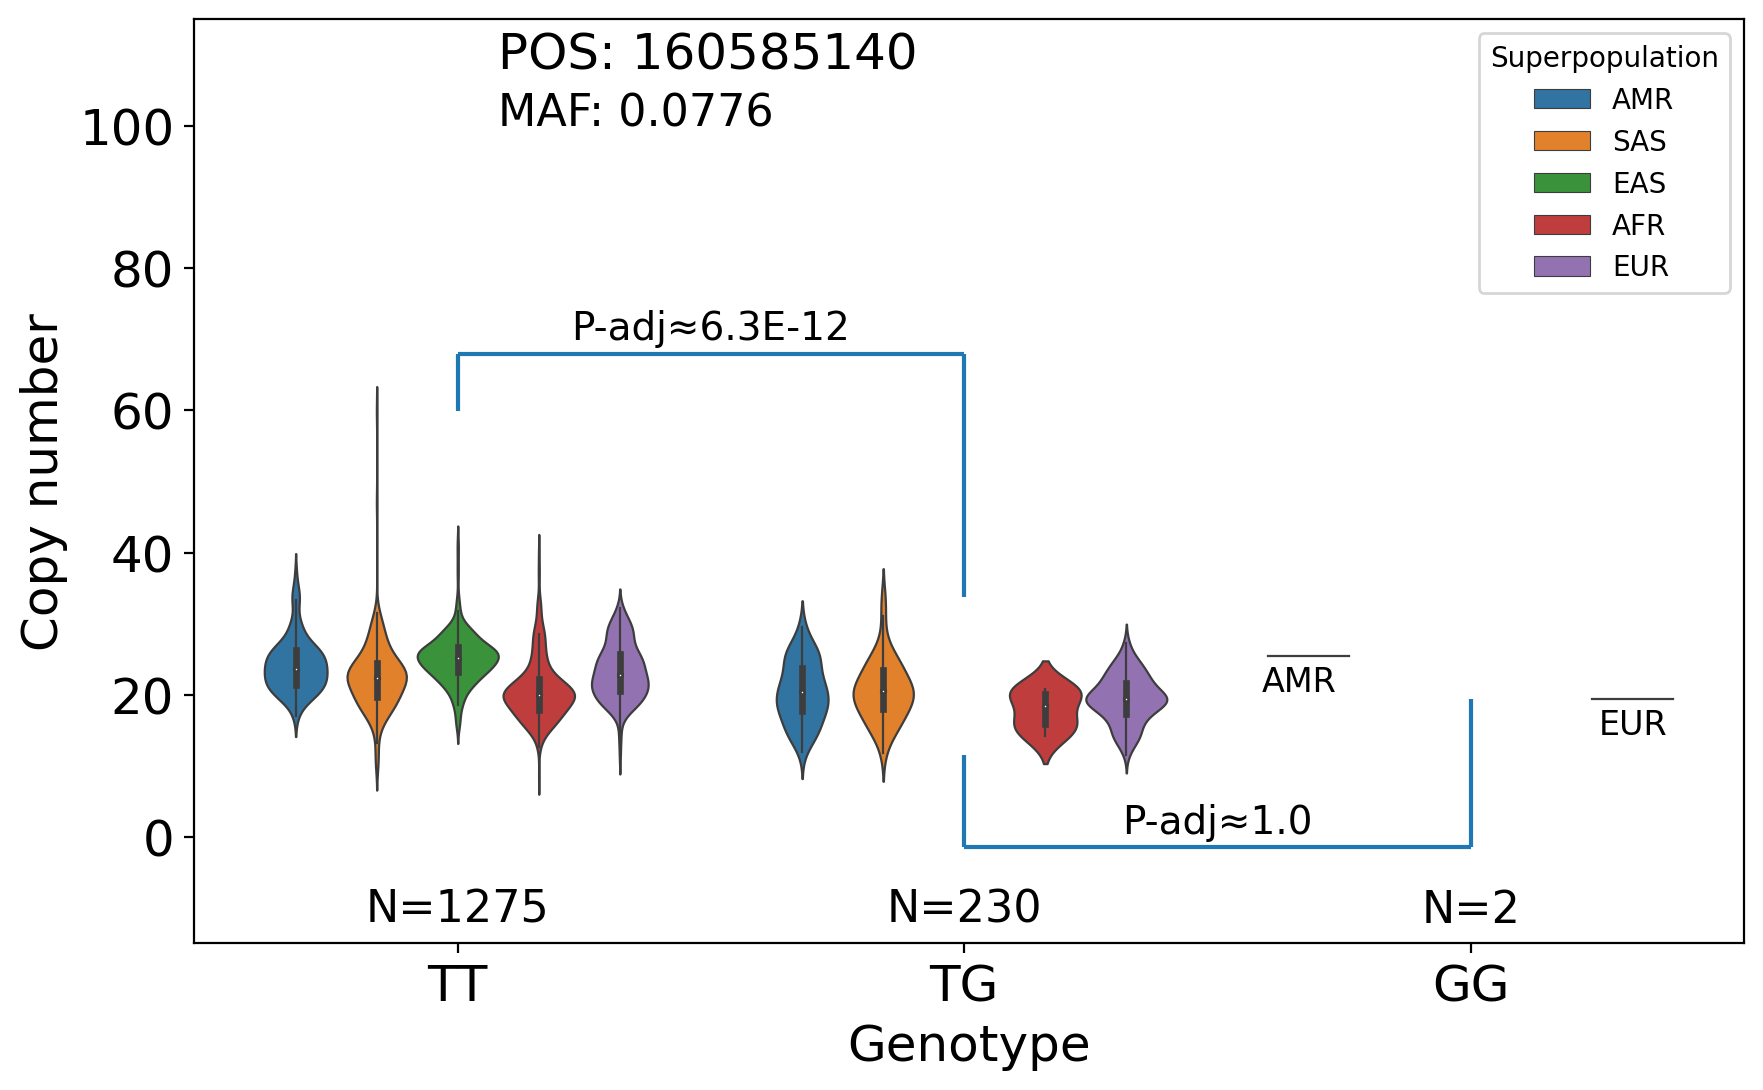 POS: 160585140
MAF: 0.0776
Superpopulation
AMR
SAS
EAS
AFR
EUR
Copy number
100
80
60
40
20
0
P-adj≈6.3E-12
AMR
EUR
P-adj≈1.0
N=1275
N=230
N=2
TT
TG
GG
Genotype